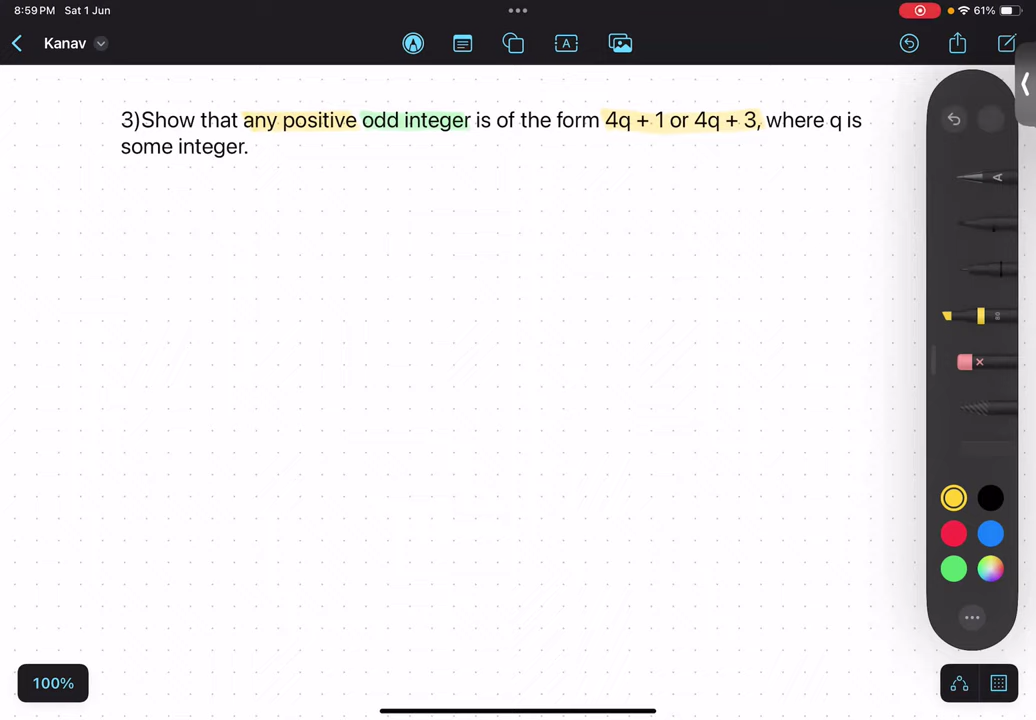 8:59 PM Sat 1 Jun
61%
Kanav
A
3)Show that any positive odd integer is of the form 4q + 1 or 4q + 3, where q is
some integer.
A
80
100%